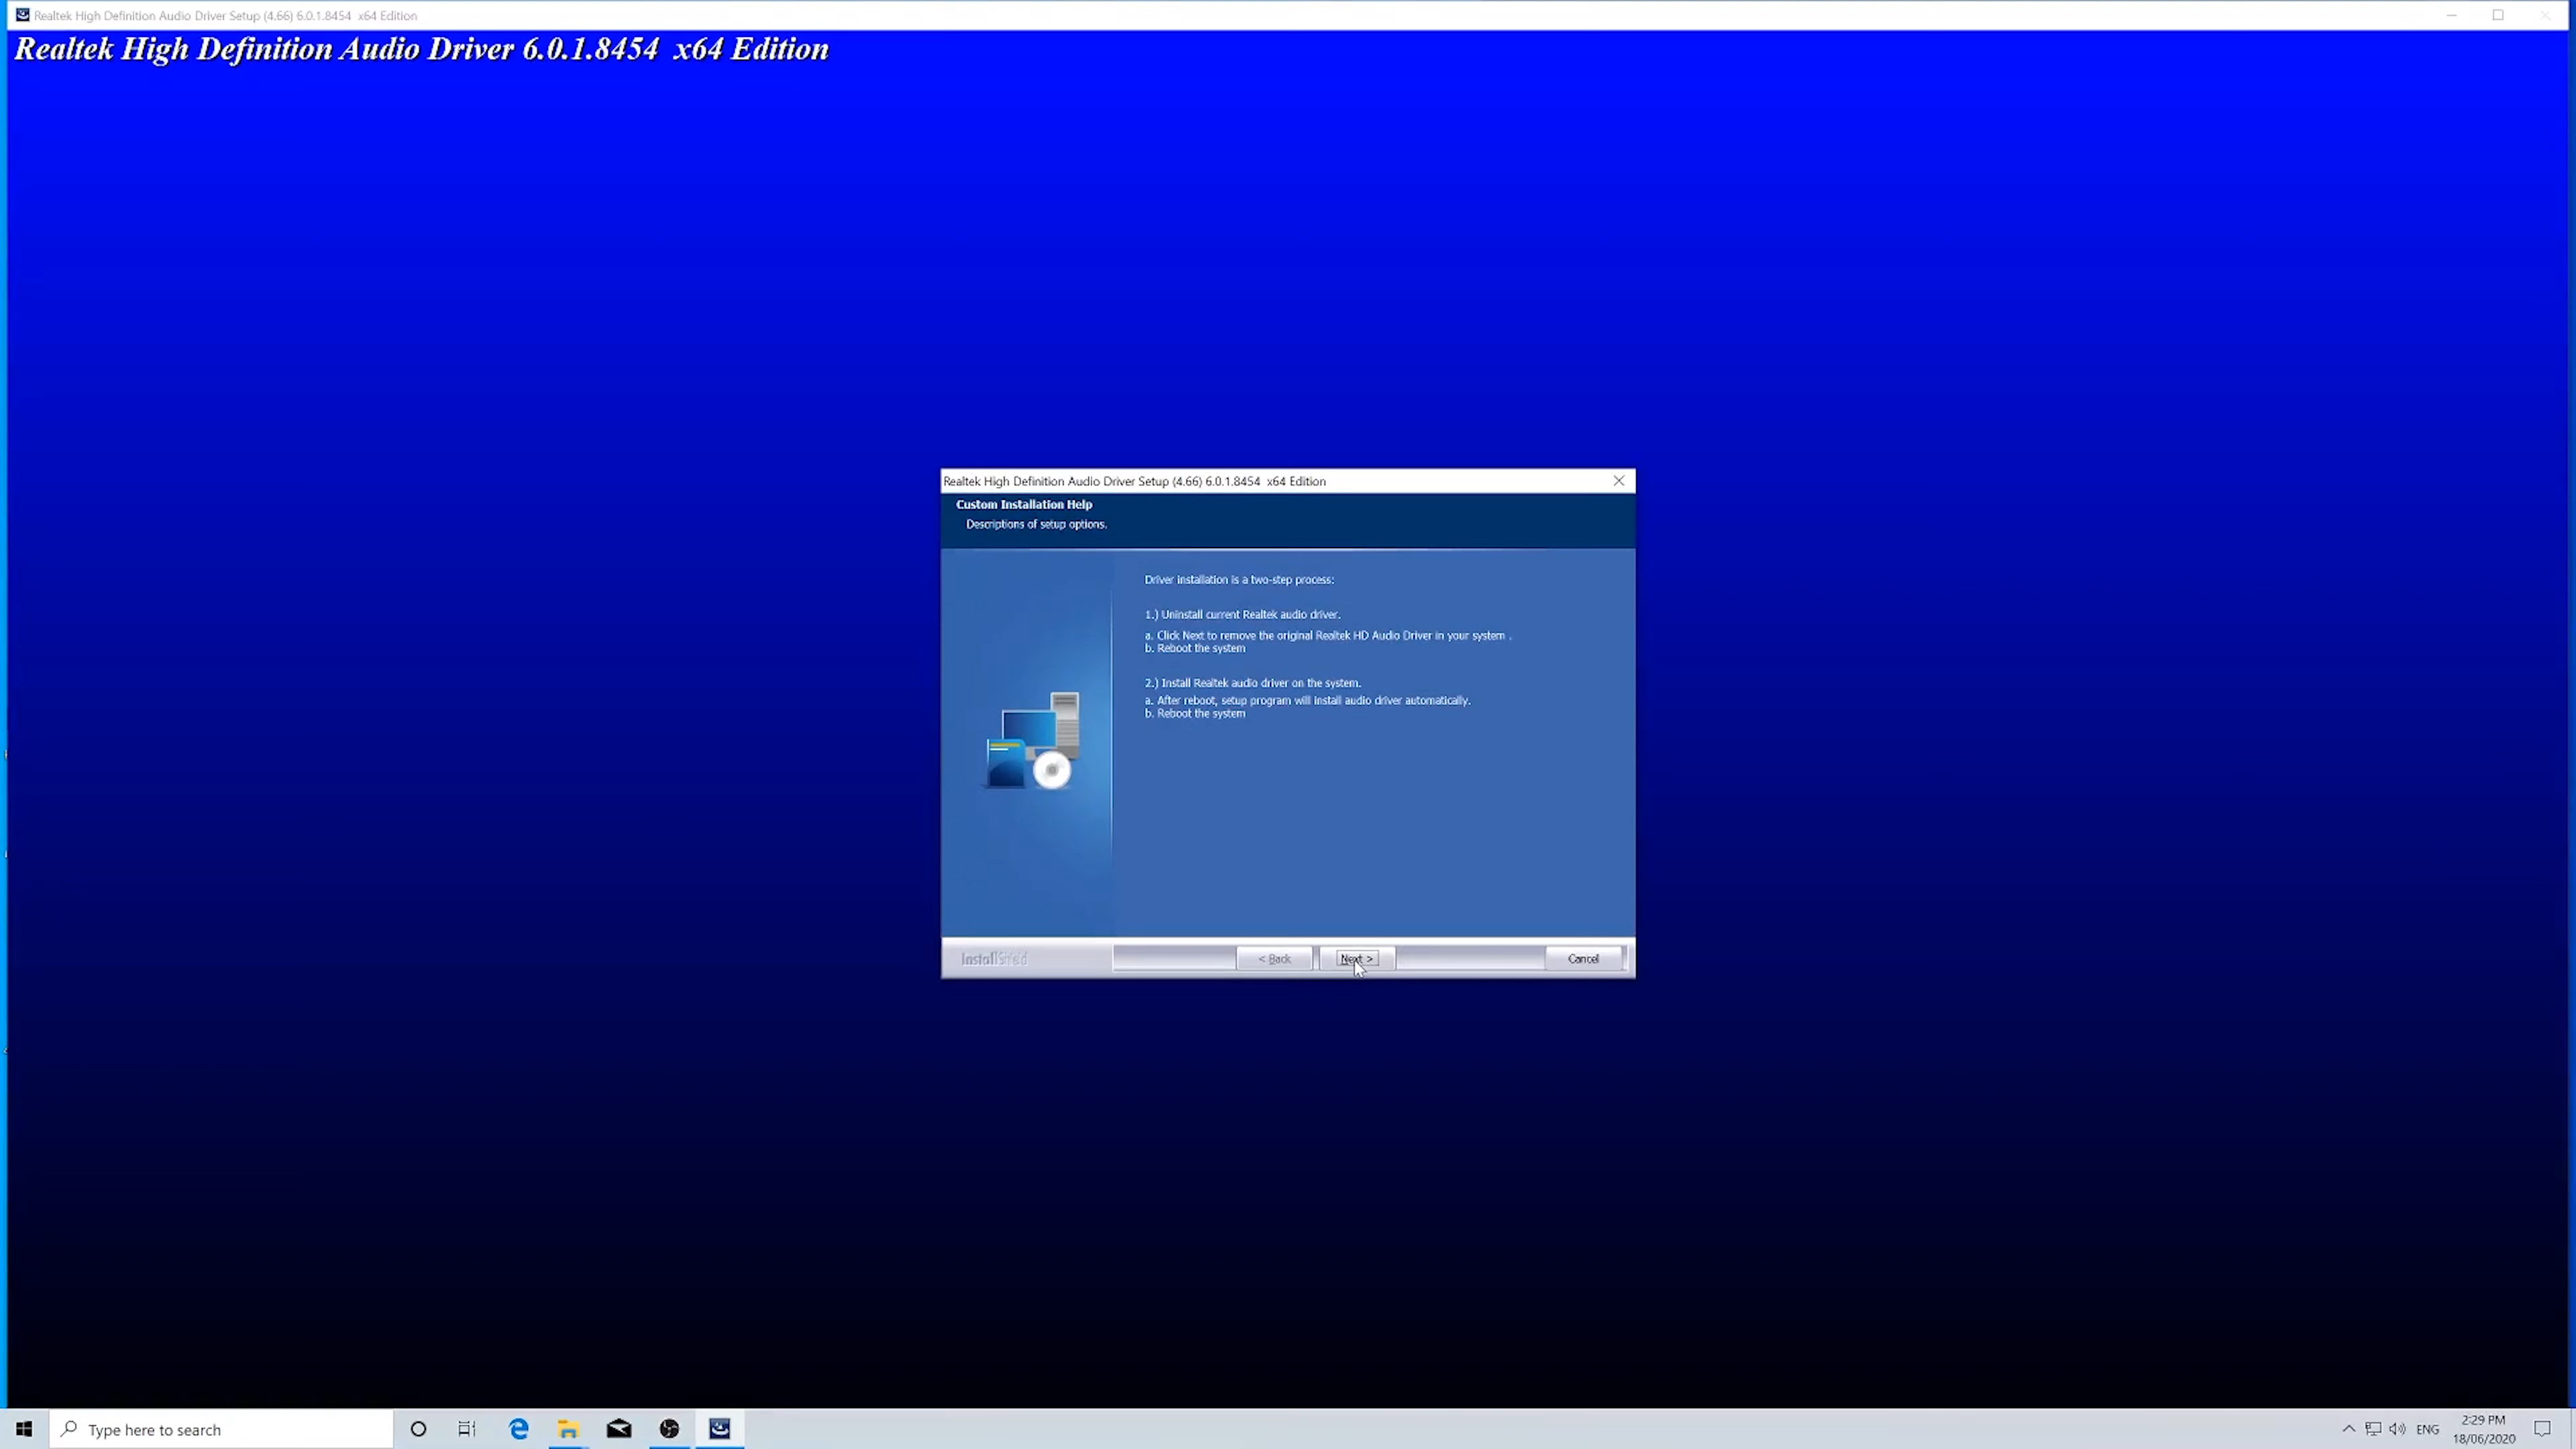 Realtek High Definition Audio Driver Setup (4.66) 6.0.1.8454  x64 Edition
Realtek High Definition Audio Driver 6.0.1.8454  x64 Edition
Realtek High Definition Audio Driver Setup (4.66) 6.0.1.8454  x64 Edition
Custom Installation Help
Descriptions of setup options.
Driver installation is a two-step process:
1.) Uninstall current Realtek audio driver.
a. Click Next to remove the original Realtek HD Audio Driver in your system .
b. Reboot the system
2.) Install Realtek audio driver on the system.
a. After reboot, setup program will install audio driver automatically.
b. Reboot the system
InstallShield
< Back
Next >
Cancel
Type here to search
ENG
2:29 PM
18/06/2020